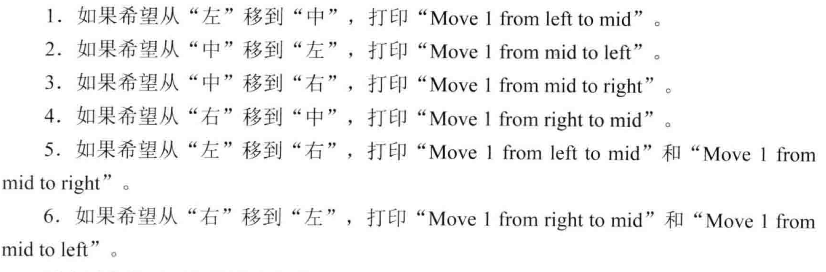 1．如果希望从“左”移到“中”，打印“Move 1 from left to mid”。
2．如果希望从“中”移到“左”，打印“Move 1 from mid to left”。
3．如果希望从“中”移到“右”，打印“Move 1 from mid to right”。
4．如果希望从“右”移到“中”，打印“Move 1 from right to mid”。
5．如果希望从“左”移到“右”，打印“Move 1 from left to mid”和“Move 1 from
mid to right”。
6．如果希望从“右”移到“左”，打印“Move 1 from right to mid”和“Move 1 from
mid to left”。